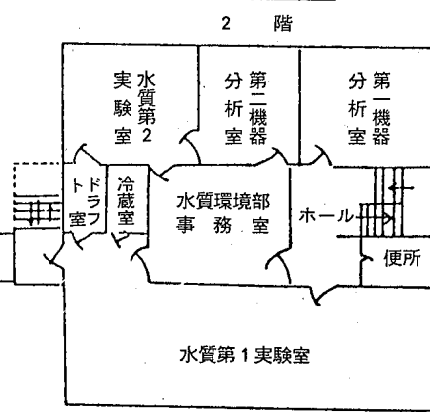 2 階
水質第2
実験室
第二機器
分析室
第一機器
分析室
ドラフ
ト室
冷蔵室
水質環境部
事務室
ホール
便所
水質第1実験室